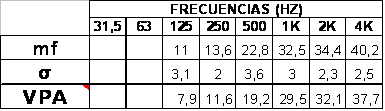 FRECUENCIAS (HZ)
31,5 63 125 250 500 1K 2K 4K
mf 11 13,6 22,8 32,5 34,4 40,2
σ 3,1 2 3,6 3 2,3 2,5
VPA 7,9 11,6 19,2 29,5 32,1 37,7